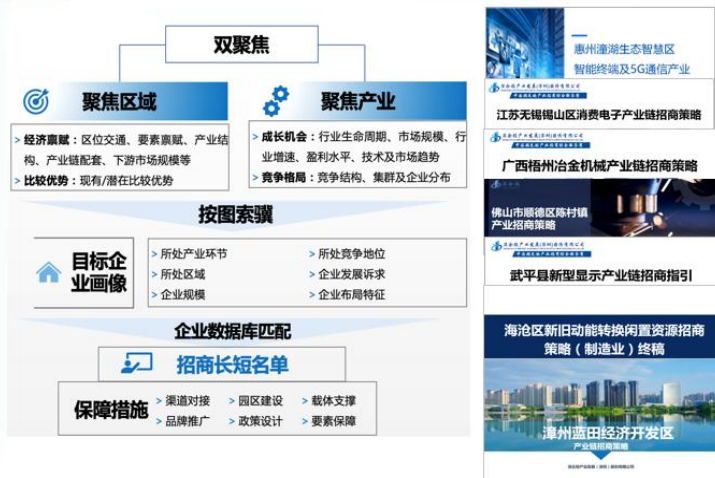 双聚焦
聚焦区域
聚焦产业
> 经济禀赋：区位交通、要素禀赋、产业结
构、产业链配套、下游市场规模等
> 比较优势：现有/潜在比较优势
> 成长机会：行业生命周期、市场规模、行
业增速、盈利水平、技术及市场趋势
> 竞争格局：竞争结构、集群及企业分布
按图索骥
目标企
业画像
> 所处产业环节
> 所处区域
> 企业规模
> 所处竞争地位
> 企业发展诉求
> 企业布局特征
企业数据库匹配
招商长短名单
保障措施
> 渠道对接
> 园区建设
> 载体支撑
> 品牌推广
> 政策设计
> 要素保障
惠州潼湖生态智慧区
智能终端及5G通信产业
江苏无锡锡山区消费电子产业链招商策略
广西梧州冶金机械产业链招商策略
佛山市顺德区陈村镇
产业招商策略
武平县新型显示产业链招商指引
海沧区新旧动能转换闲置资源招商
策略（制造业）终稿
漳州蓝田经济开发区
产业链招商策略